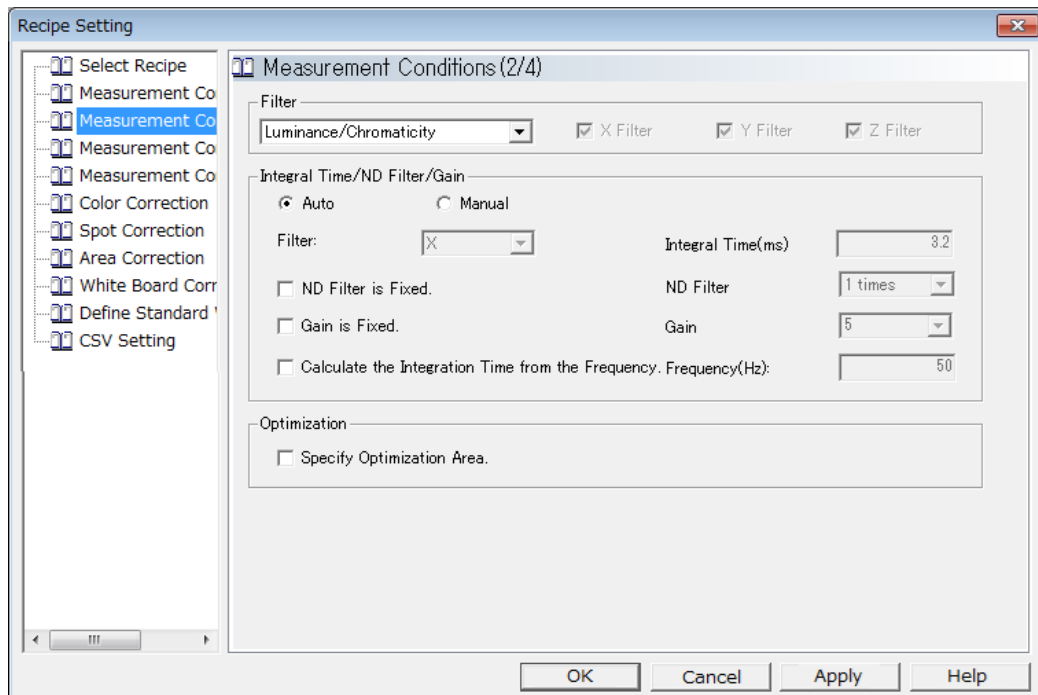 Recipe Setting
Select Recipe
Measurement Co
Measurement Co
Measurement Co
Measurement Co
Color Correction
Spot Correction
Area Correction
White Board Corr
Define Standard
CSV Setting
Measurement Conditions(2/4)
Filter
Luminance/Chromaticity X Filter Y Filter Z Filter
Integral Time/ND Filter/Gain
Auto Manual
Filter: X Integral Time(ms) 3.2
ND Filter is Fixed. ND Filter 1 times
Gain is Fixed. Gain 5
Calculate the Integration Time from the Frequency. Frequency(Hz): 50
Optimization
Specify Optimization Area.
OK Cancel Apply Help